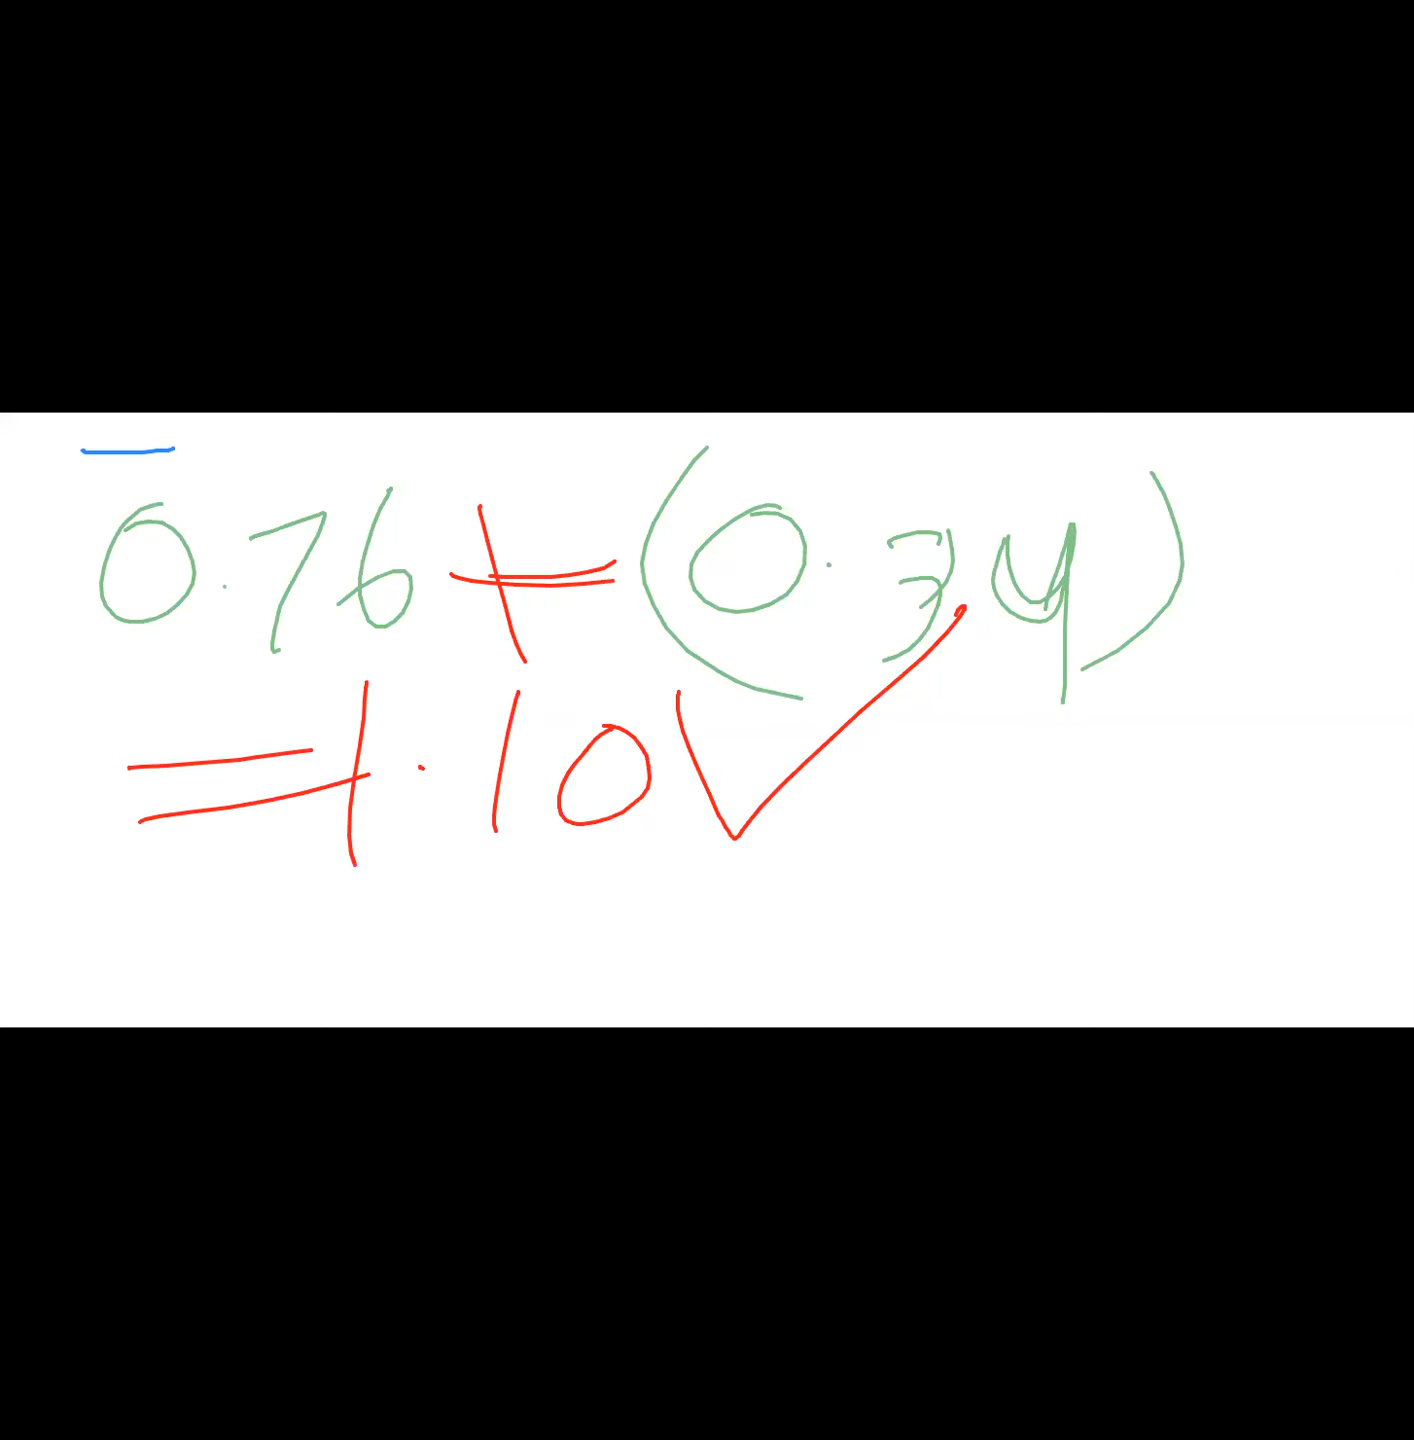 0.76 + (0.34)
= 1.10 ✓